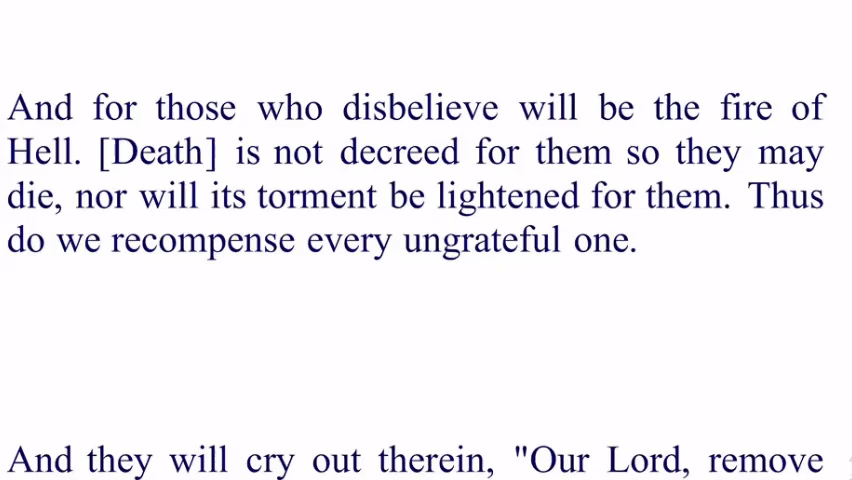 And for those who disbelieve will be the fire of
Hell. [Death] is not decreed for them so they may
die, nor will its torment be lightened for them. Thus
do we recompense every ungrateful one.
And they will cry out therein, "Our Lord, remove